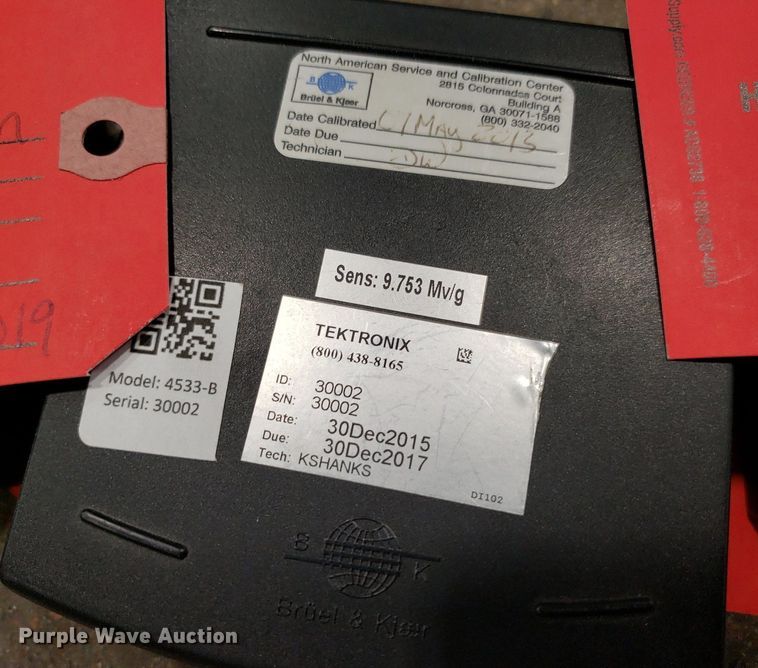 North American Service and Calibration Center
2815 Colonnades Court
Building A
Norcross, GA 30071-1588
(800) 332-2040
B K
Brüel & Kjær
Date Calibrated May
Date Due
Technician
Sens: 9.753 Mv/g
TEKTRONIX
(800) 438-8165
ID: 30002
S/N: 30002
Date: 30Dec2015
Due: 30Dec2017
Tech: KSHANKS
DI102
Model: 4533-B
Serial: 30002
019
B K
Brüel & Kjær
Purple Wave Auction